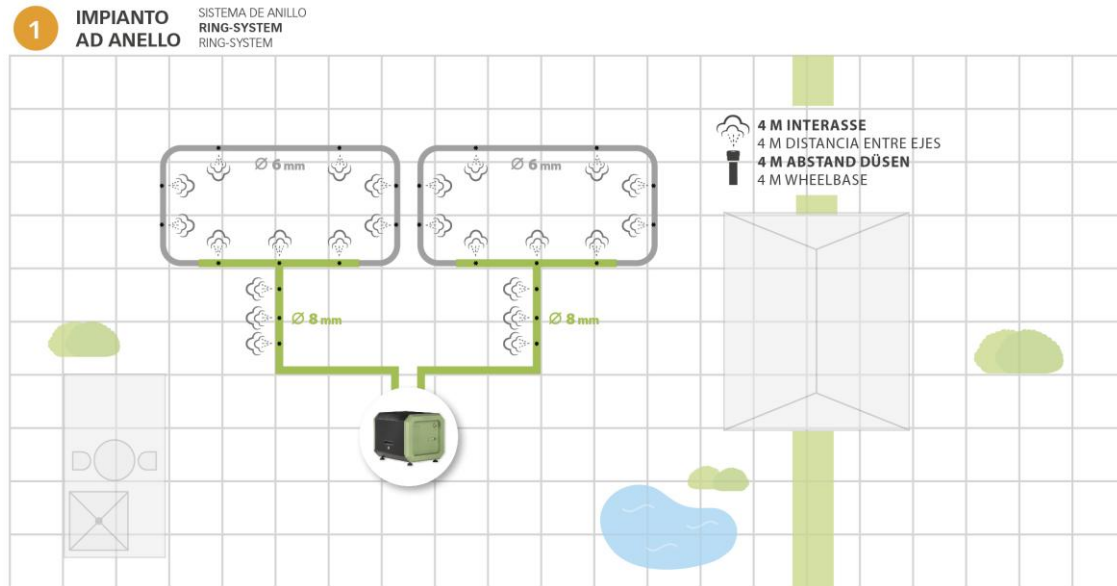 1
IMPIANTO
AD ANELLO
SISTEMA DE ANILLO
RING-SYSTEM
RING-SYSTEM
4 M INTERASSE
4 M DISTANCIA ENTRE EJES
4 M ABSTAND DÜSEN
4 M WHEELBASE
Ø 6 mm
Ø 6 mm
Ø 8 mm
Ø 8 mm